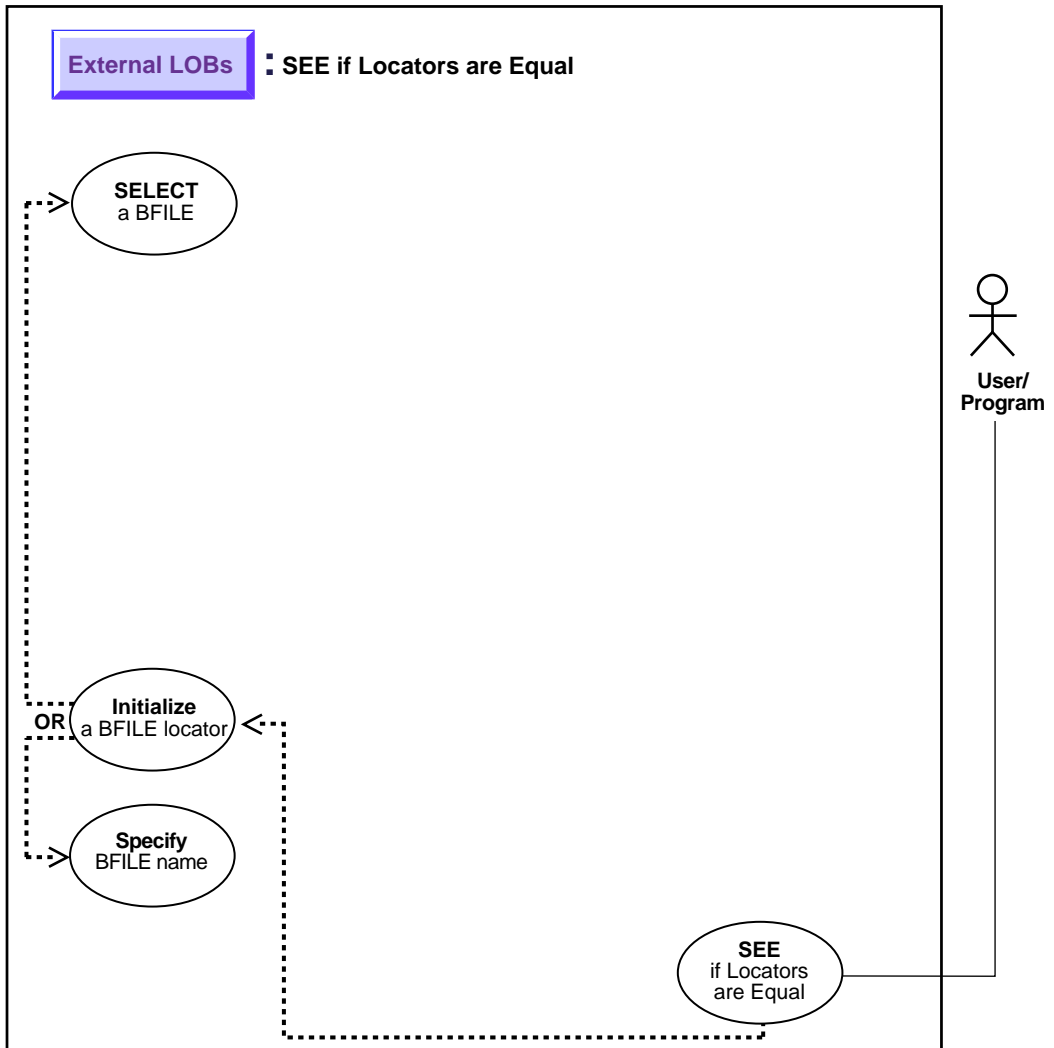 External LOBs : SEE if Locators are Equal
SELECT
a BFILE
User/
Program
Initialize
OR a BFILE locator
Specify
BFILE name
SEE
if Locators
are Equal